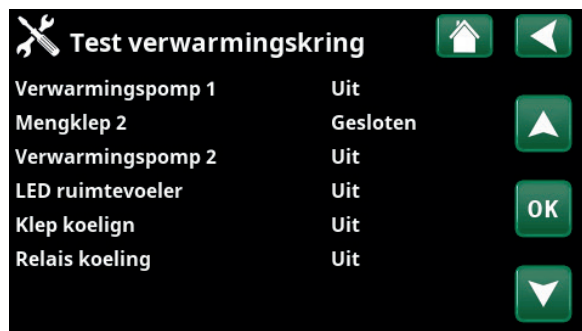 Test verwarmingskring
Verwarmingspomp 1 Uit
Mengklep 2 Gesloten
Verwarmingspomp 2 Uit
LED ruimtevoeler Uit
OK
Klep koelign Uit
Relais koeling Uit